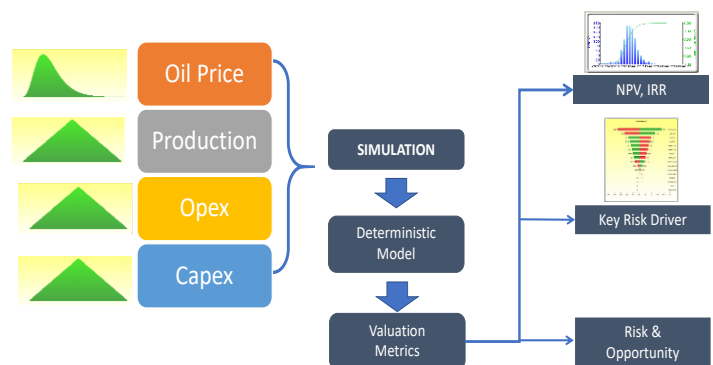 Oil Price
Production
Opex
Capex
SIMULATION
Deterministic
Model
Valuation
Metrics
NPV, IRR
Key Risk Driver
Risk &
Opportunity